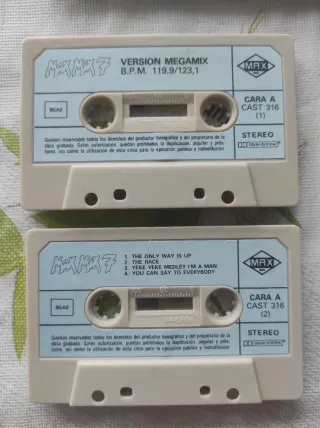 MAX MIX 7
VERSION MEGAMIX
B.P.M. 119,9/123,1
MAX
SGAE
CARA A
CAST 316
(1)
STEREO
DOLBY SYSTEM
Quedan reservados todos los derechos del productor fonográfico y del propietario de la
obra grabada. Salvo autorización, quedan prohibidos la duplicación, alquiler y prés-
tamo, así como la utilización de esta cinta para la ejecución pública y radiodifusión
MAX MIX 7
1. THE ONLY WAY IS UP
2. THE RACE
3. YEKE YEKE MEDLEY I'M A MAN
4. YOU CAN SAY TO EVERYBODY
MAX
SGAE
CARA A
CAST 316
(2)
STEREO
DOLBY SYSTEM
Quedan reservados todos los derechos del productor fonográfico y del propietario de la
obra grabada. Salvo autorización, quedan prohibidos la duplicación, alquiler y prés-
tamo, así como la utilización de esta cinta para la ejecución pública y radiodifusión